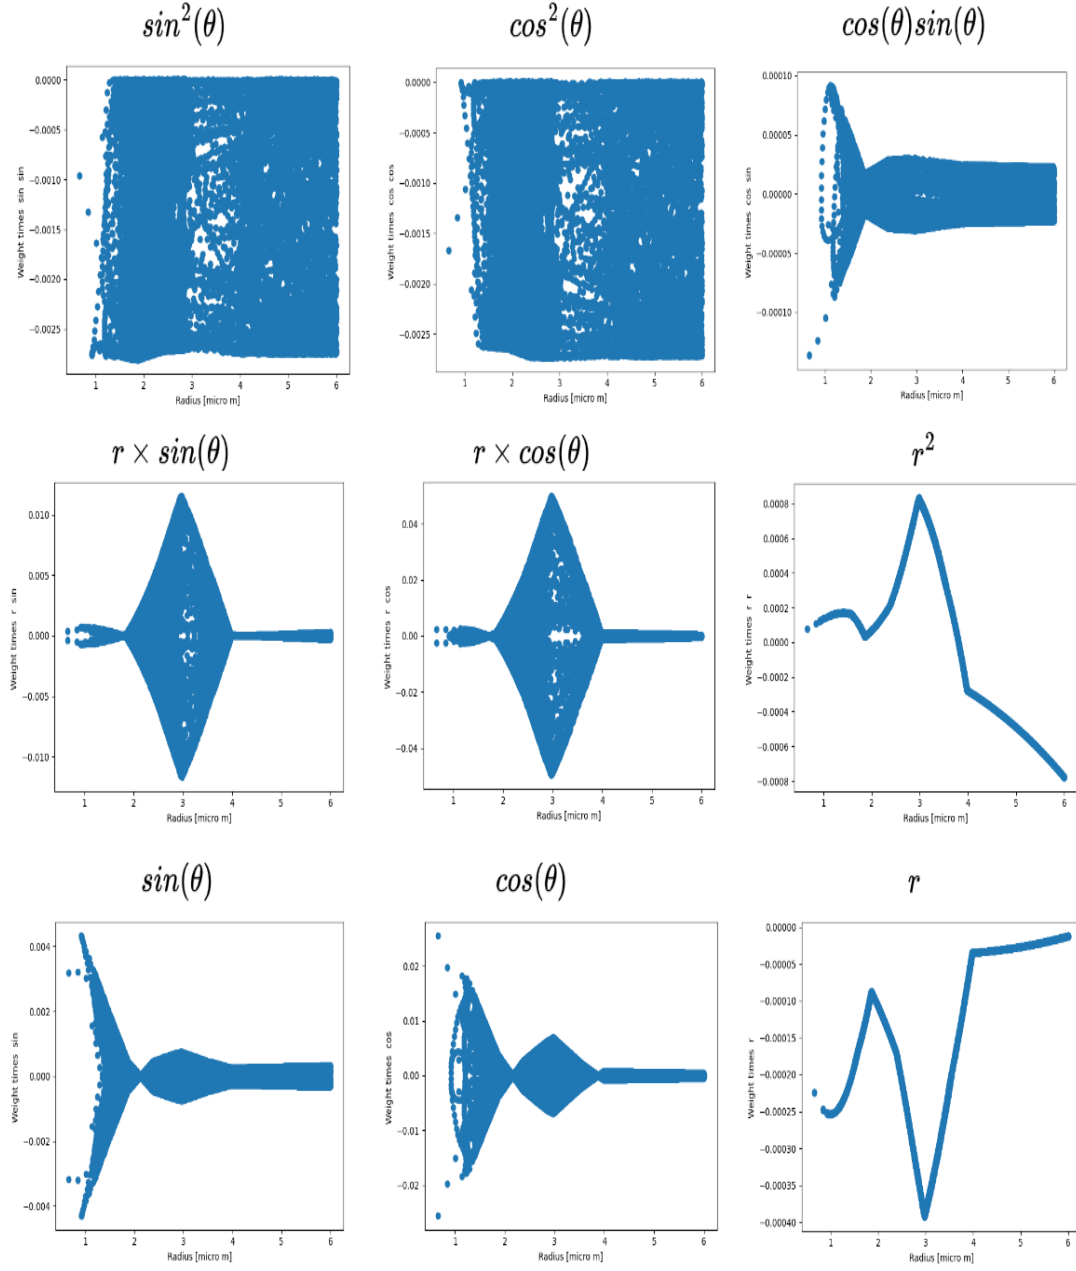 sin²(θ)
cos²(θ)
cos(θ)sin(θ)
Weight times sin sin
0.0000
−0.0005
−0.0010
−0.0015
−0.0020
−0.0025
1 2 3 4 5 6
Radius [micro m]
Weight times cos cos
0.0000
−0.0005
−0.0010
−0.0015
−0.0020
−0.0025
1 2 3 4 5 6
Radius [micro m]
Weight times cos sin
0.00010
0.00005
0.00000
−0.00005
−0.00010
1 2 3 4 5 6
Radius [micro m]
r × sin(θ)
r × cos(θ)
r²
Weight times r sin
0.010
0.005
0.000
−0.005
−0.010
1 2 3 4 5 6
Radius [micro m]
Weight times r cos
0.04
0.02
0.00
−0.02
−0.04
1 2 3 4 5 6
Radius [micro m]
Weight times r r
0.0008
0.0006
0.0004
0.0002
0.0000
−0.0002
−0.0004
−0.0006
−0.0008
1 2 3 4 5 6
Radius [micro m]
sin(θ)
cos(θ)
r
Weight times sin
0.004
0.002
0.000
−0.002
−0.004
1 2 3 4 5 6
Radius [micro m]
Weight times cos
0.02
0.01
0.00
−0.01
−0.02
1 2 3 4 5 6
Radius [micro m]
Weight times r
0.00000
−0.00005
−0.00010
−0.00015
−0.00020
−0.00025
−0.00030
−0.00035
−0.00040
1 2 3 4 5 6
Radius [micro m]